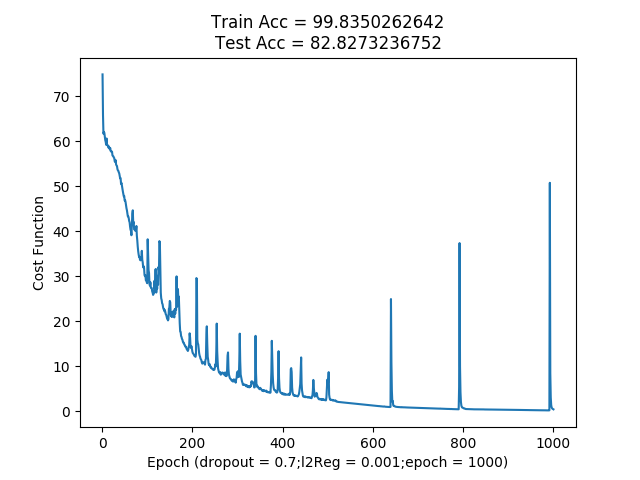 Train Acc = 99.8350262642
Test Acc = 82.8273236752
70
60
50
40
30
20
10
0
Cost Function
0 200 400 600 800 1000
Epoch (dropout = 0.7;l2Reg = 0.001;epoch = 1000)